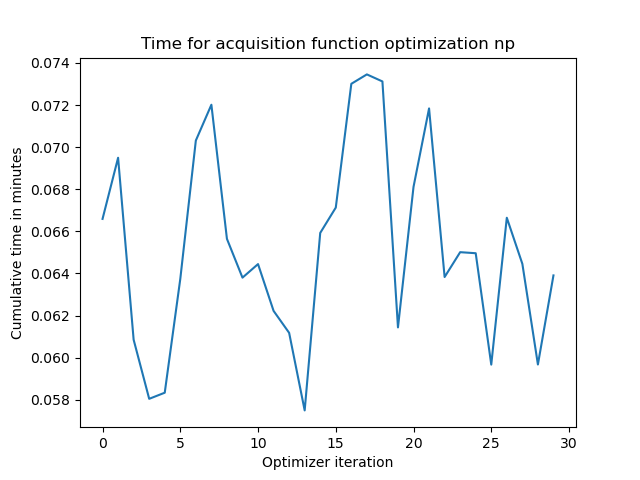 Time for acquisition function optimization np
0.074
0.072
0.070
0.068
0.066
0.064
0.062
0.060
0.058
Cumulative time in minutes
0 5 10 15 20 25 30
Optimizer iteration